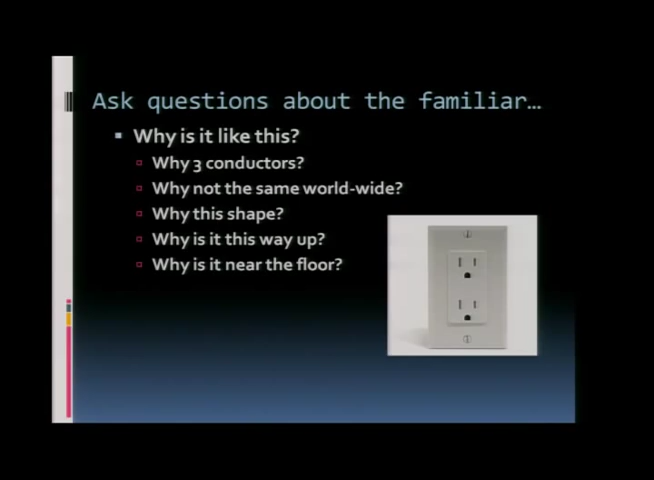 Ask questions about the familiar…
Why is it like this?
Why 3 conductors?
Why not the same world-wide?
Why this shape?
Why is it this way up?
Why is it near the floor?